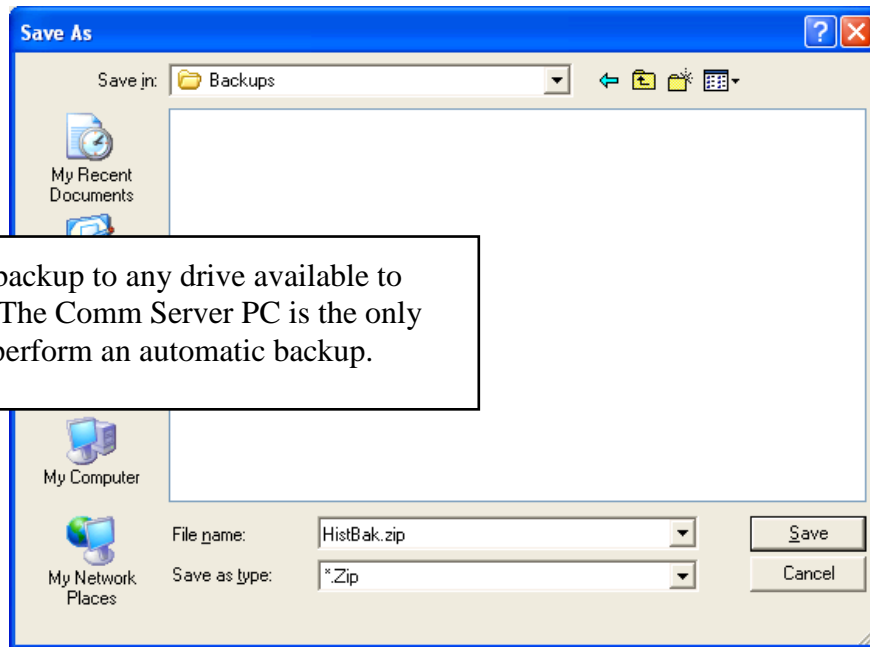 Save As
Save in: Backups
My Recent
Documents
backup to any drive available to
The Comm Server PC is the only
perform an automatic backup.
My Computer
My Network
Places
File name: HistBak.zip
Save as type: *.Zip
Save
Cancel